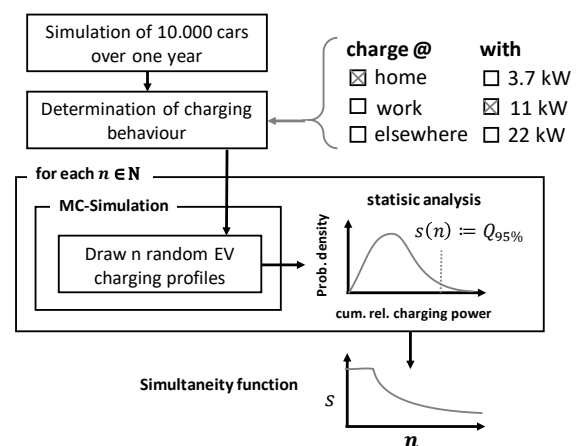 Simulation of 10.000 cars
over one year
Determination of charging
behaviour
charge @
with
home
3.7 kW
work
11 kW
elsewhere
22 kW
for each n ∈ N
MC-Simulation
Draw n random EV
charging profiles
statisic analysis
s(n) ≔ Q95%
Prob. density
cum. rel. charging power
Simultaneity function
s
n